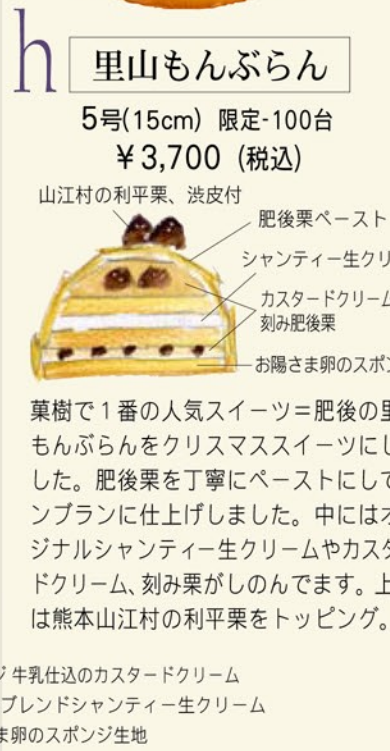 h 里山もんぶらん
5号(15cm) 限定-100台
¥3,700 (税込)
山江村の利平栗、渋皮付
肥後栗ペースト
シャンティー生クリ
カスタードクリーム
刻み肥後栗
お陽さま卵のスポン
菓樹で1番の人気スイーツ=肥後の里
もんぶらんをクリスマススイーツにし
した。肥後栗を丁寧にペーストにして
ンブランに仕上げしました。中にはオ
ジナルシャンティー生クリームやカスタ
ドクリーム、刻み栗がしのんでます。上
は熊本山江村の利平栗をトッピング。
ジ 牛乳仕込のカスタードクリーム
ブレンドシャンティー生クリーム
ま卵のスポンジ生地